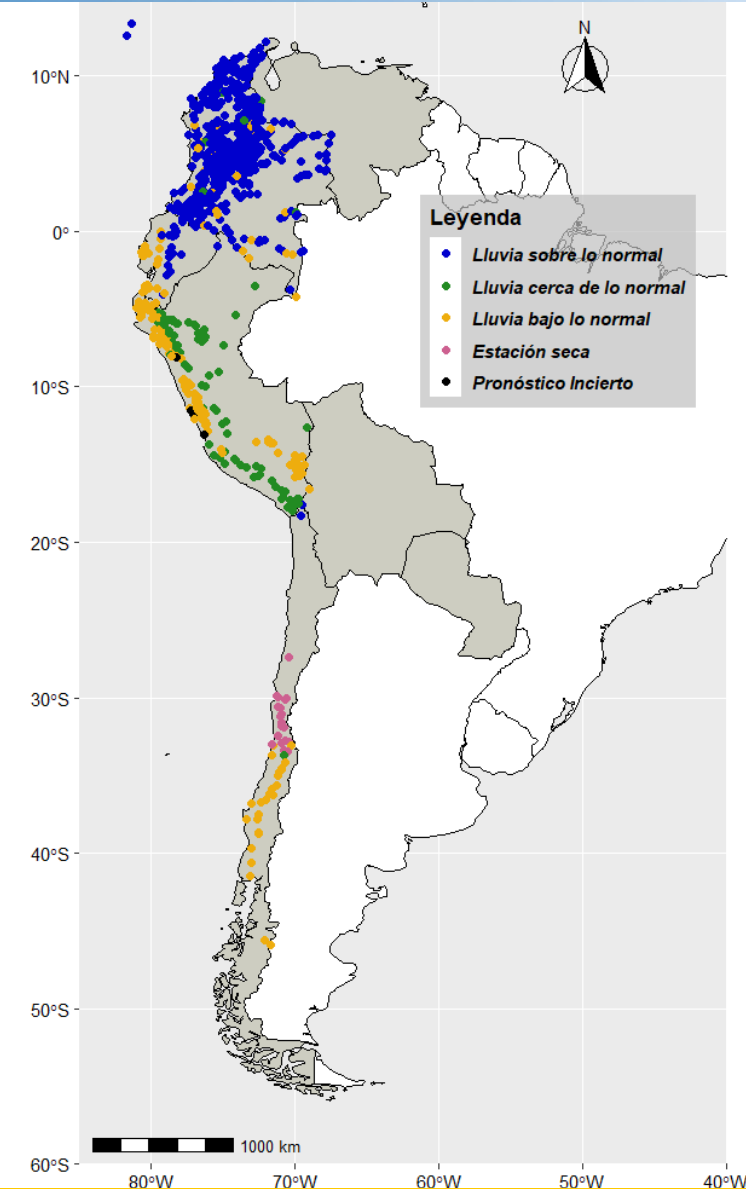 N
10°N
0°
10°S
20°S
30°S
40°S
50°S
60°S
Leyenda
Lluvia sobre lo normal
Lluvia cerca de lo normal
Lluvia bajo lo normal
Estación seca
Pronóstico Incierto
1000 km
80°W
70°W
60°W
50°W
40°W